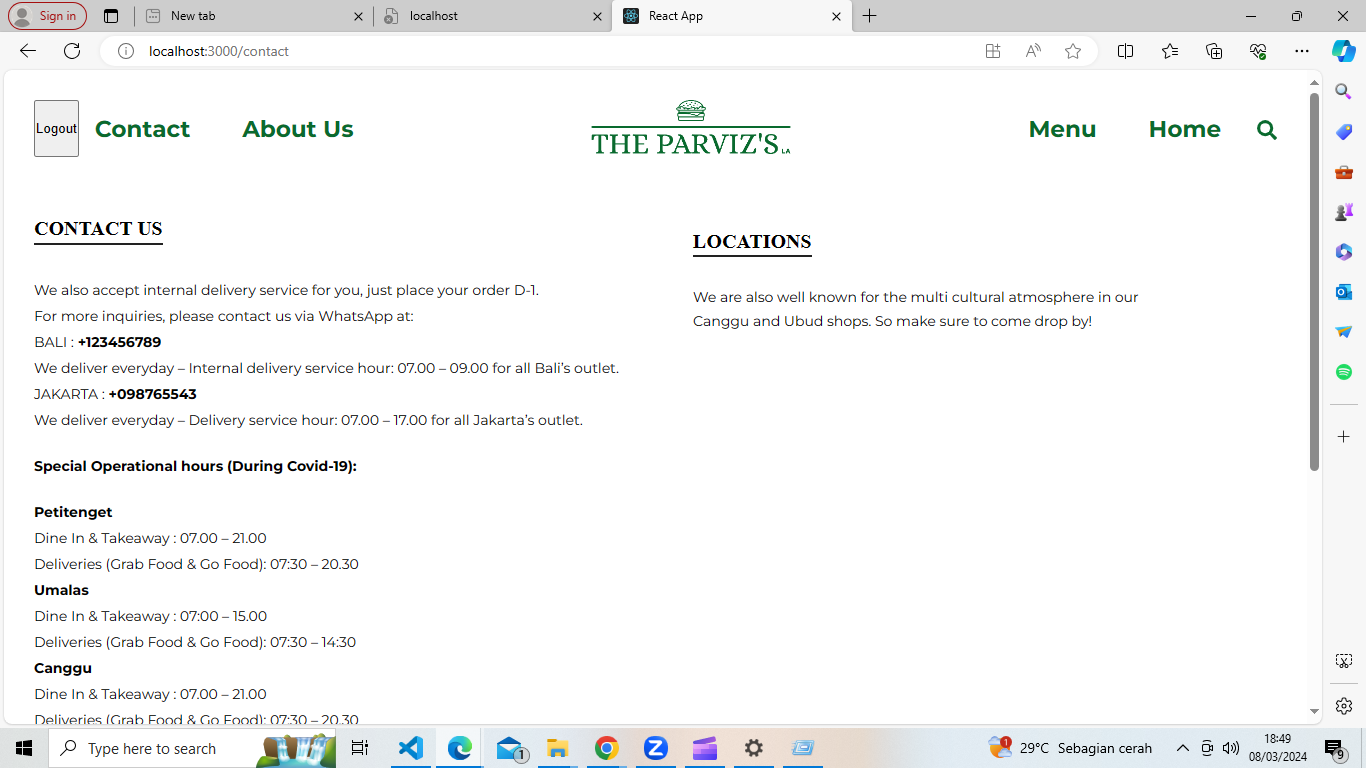 Sign in
New tab
localhost
React App
localhost:3000/contact
Logout
Contact
About Us
THE PARVIZ'S LA
Menu
Home
CONTACT US
We also accept internal delivery service for you, just place your order D-1.
For more inquiries, please contact us via WhatsApp at:
BALI : +123456789
We deliver everyday – Internal delivery service hour: 07.00 – 09.00 for all Bali’s outlet.
JAKARTA : +098765543
We deliver everyday – Delivery service hour: 07.00 – 17.00 for all Jakarta’s outlet.
Special Operational hours (During Covid-19):
Petitenget
Dine In & Takeaway : 07.00 – 21.00
Deliveries (Grab Food & Go Food): 07:30 – 20.30
Umalas
Dine In & Takeaway : 07:00 – 15.00
Deliveries (Grab Food & Go Food): 07:30 – 14:30
Canggu
Dine In & Takeaway : 07.00 – 21.00
Deliveries (Grab Food & Go Food): 07:30 – 20.30
LOCATIONS
We are also well known for the multi cultural atmosphere in our
Canggu and Ubud shops. So make sure to come drop by!
Type here to search
1
1
29°C Sebagian cerah
18:49
08/03/2024
9